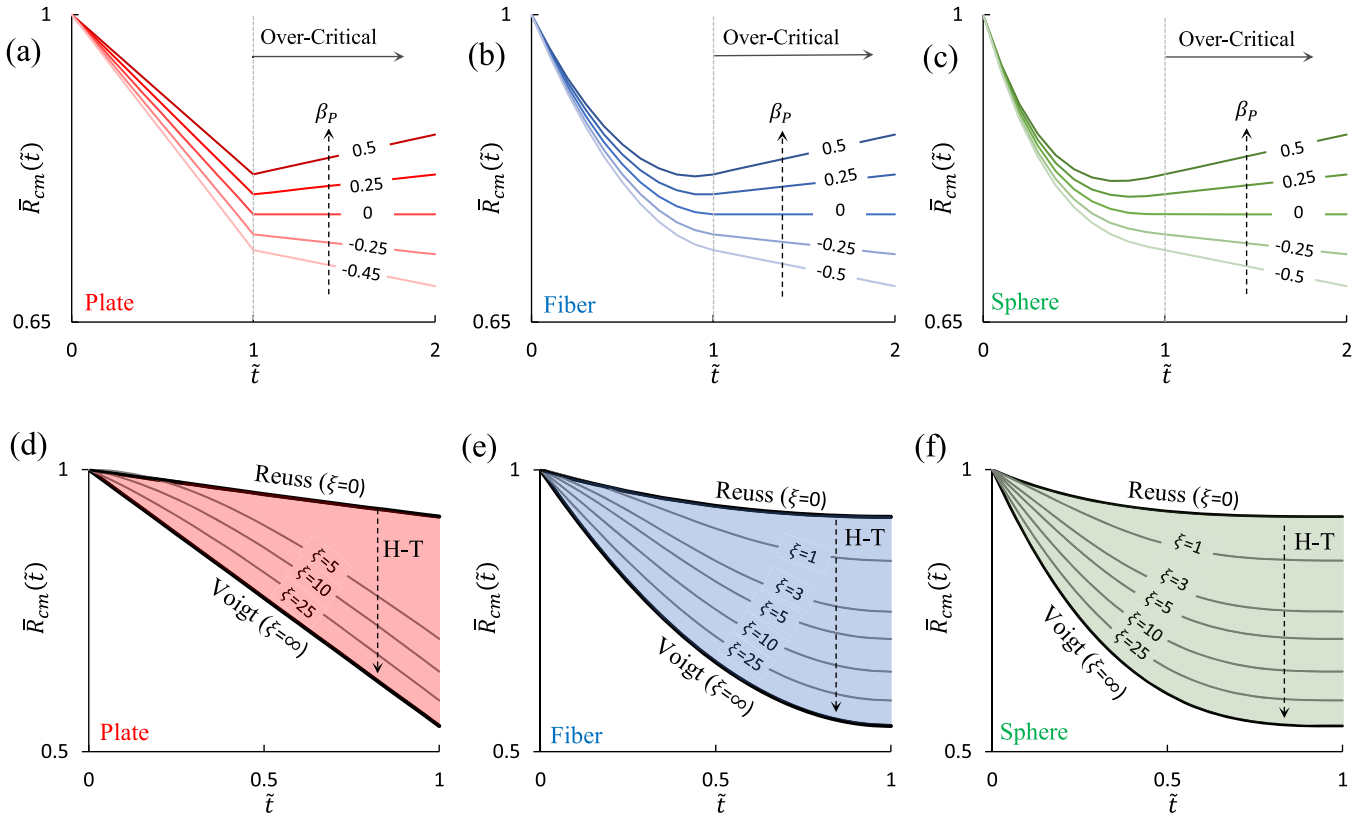 (a)
1
Over-Critical
β_P
0.5
0.25
0
-0.25
-0.45
Plate
0.65
0
1
2
t̃
R̄_cm(t̃)
(b)
Over-Critical
β_P
0.5
0.25
0
-0.25
-0.5
Fiber
0
1
2
t̃
R̄_cm(t̃)
1
0.65
(c)
1
Over-Critical
β_P
0.5
0.25
0
-0.25
-0.5
Sphere
0.65
0
1
2
t̃
R̄_cm(t̃)
(d)
1
Reuss (ξ=0)
H-T
ξ=5
ξ=10
ξ=25
Voigt (ξ=∞)
Plate
0.5
0
0.5
1
t̃
R̄_cm(t̃)
(e)
1
Reuss (ξ=0)
H-T
ξ=1
ξ=3
ξ=5
ξ=10
ξ=25
Voigt (ξ=∞)
Fiber
0.5
0
0.5
1
t̃
R̄_cm(t̃)
(f)
1
Reuss (ξ=0)
H-T
ξ=1
ξ=3
ξ=5
ξ=10
ξ=25
Voigt (ξ=∞)
Sphere
0.5
0
0.5
1
t̃
R̄_cm(t̃)